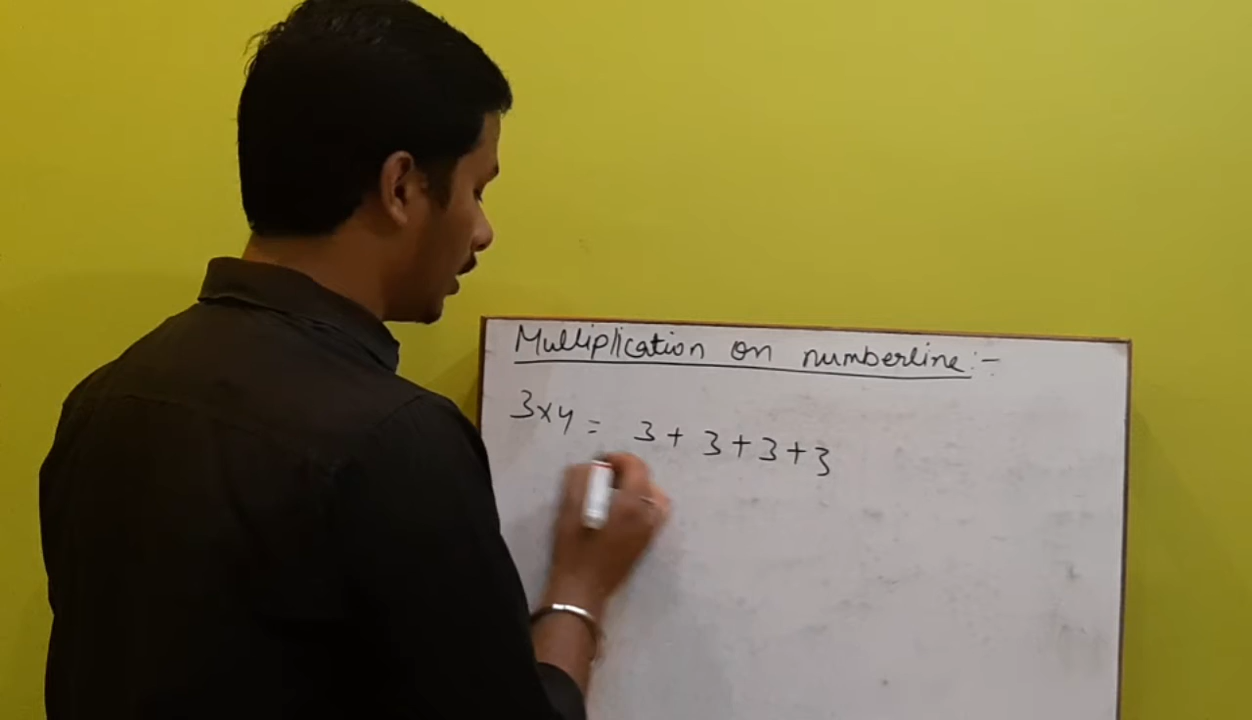 Multiplication on numberline :-
3×4 = 3 + 3 + 3 + 3